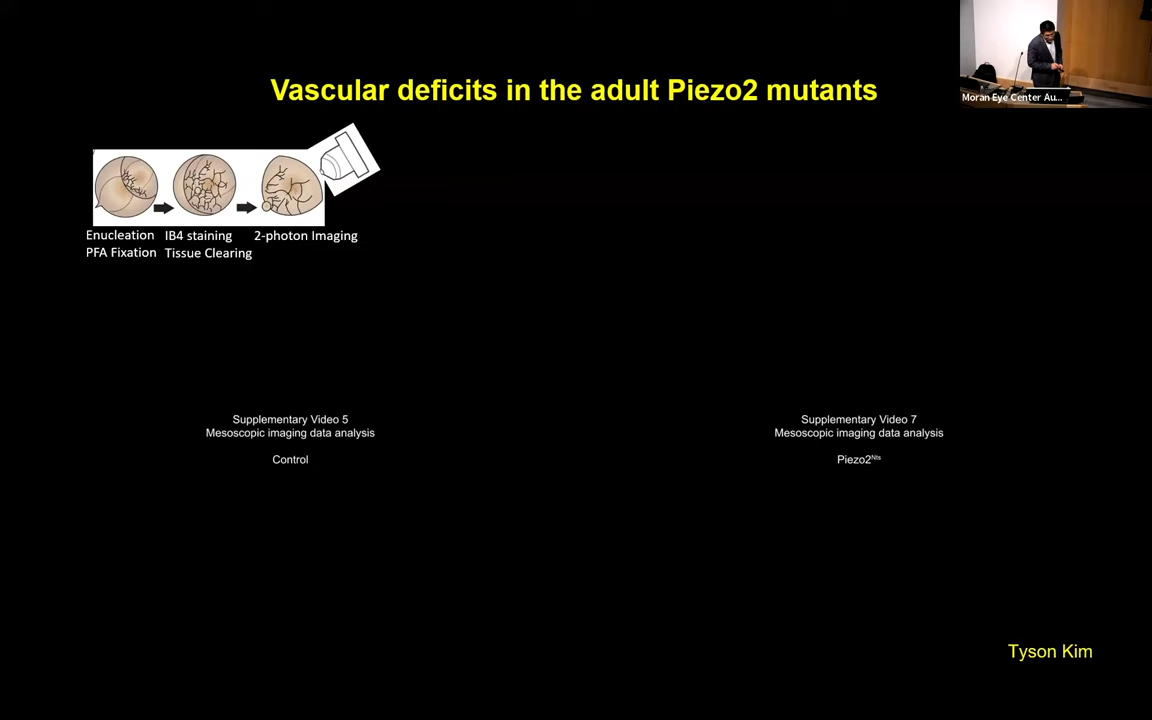 Vascular deficits in the adult Piezo2 mutants
Moran Eye Center Au...
Enucleation IB4 staining 2-photon Imaging
PFA Fixation Tissue Clearing
Supplementary Video 5
Mesoscopic imaging data analysis
Control
Supplementary Video 7
Mesoscopic imaging data analysis
Piezo2ᴺᵗˢ
Tyson Kim